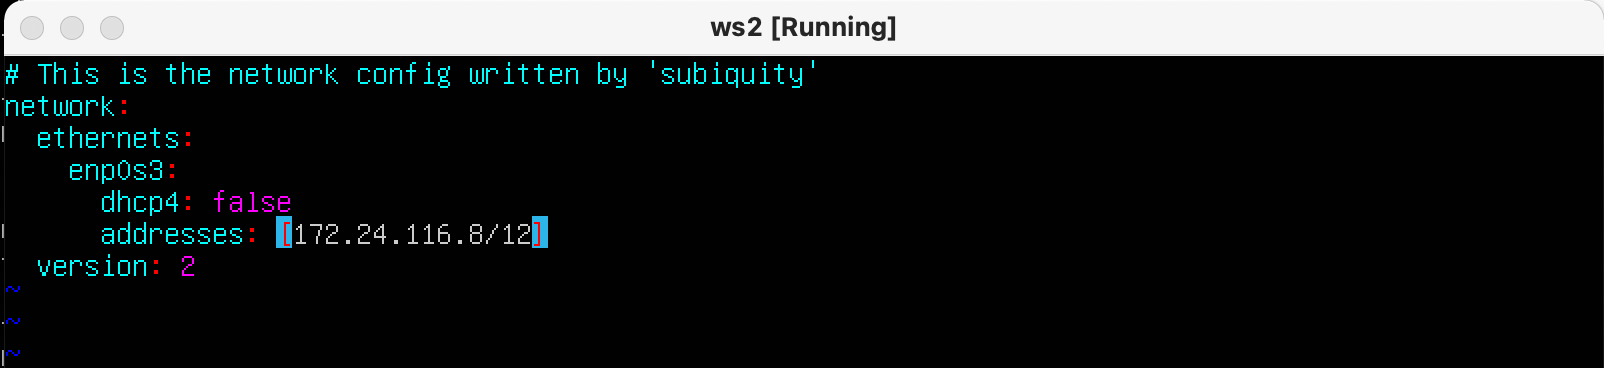 ws2 [Running]
# This is the network config written by 'subiquity'
network:
  ethernets:
    enp0s3:
      dhcp4: false
      addresses: [172.24.116.8/12]
  version: 2
~
~
~